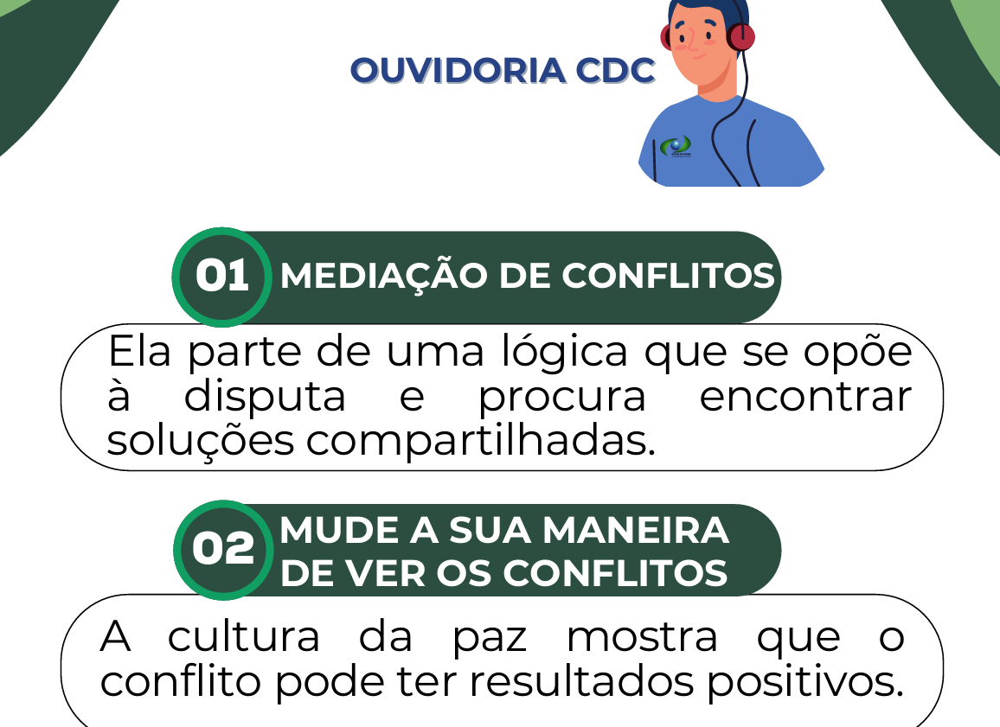 OUVIDORIA CDC
01 MEDIAÇÃO DE CONFLITOS
Ela parte de uma lógica que se opõe
à disputa e procura encontrar
soluções compartilhadas.
02 MUDE A SUA MANEIRA
DE VER OS CONFLITOS
A cultura da paz mostra que o
conflito pode ter resultados positivos.